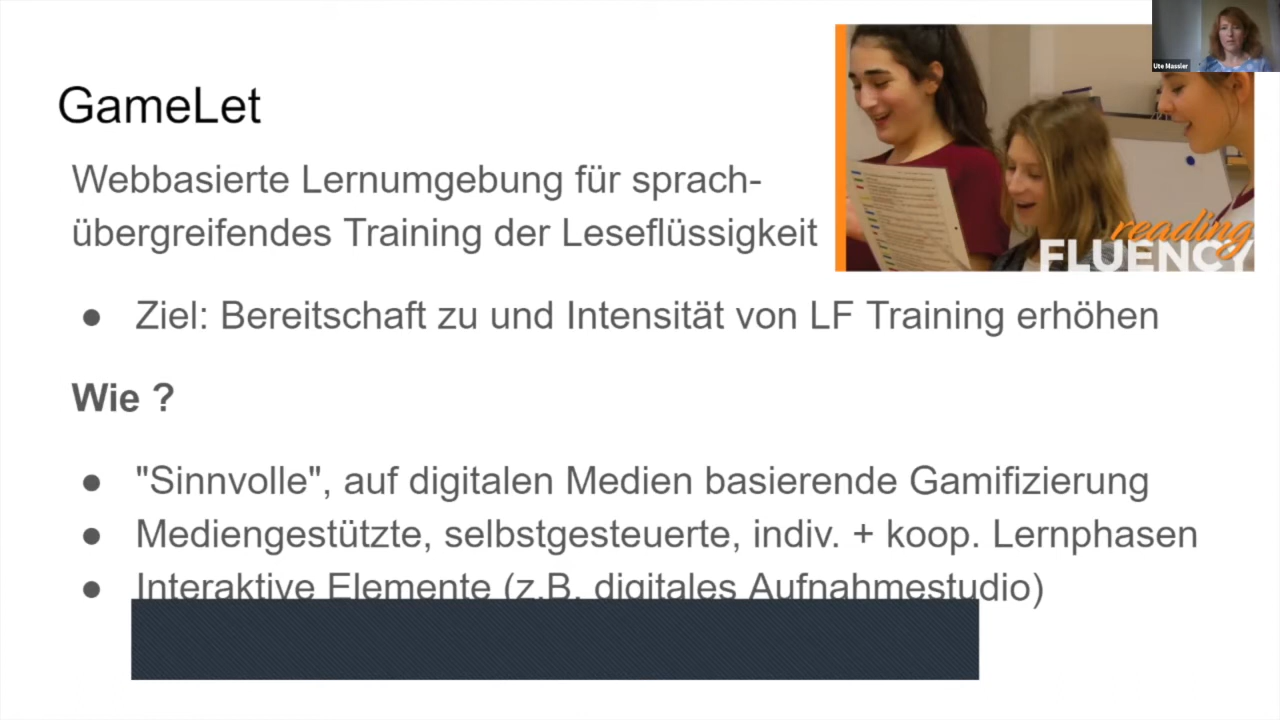 Ute Massler
GameLet
Webbasierte Lernumgebung für sprach-
übergreifendes Training der Leseflüssigkeit
reading
FLUENCY
● Ziel: Bereitschaft zu und Intensität von LF Training erhöhen
Wie ?
● "Sinnvolle", auf digitalen Medien basierende Gamifizierung
● Mediengestützte, selbstgesteuerte, indiv. + koop. Lernphasen
● Interaktive Elemente (z.B. digitales Aufnahmestudio)